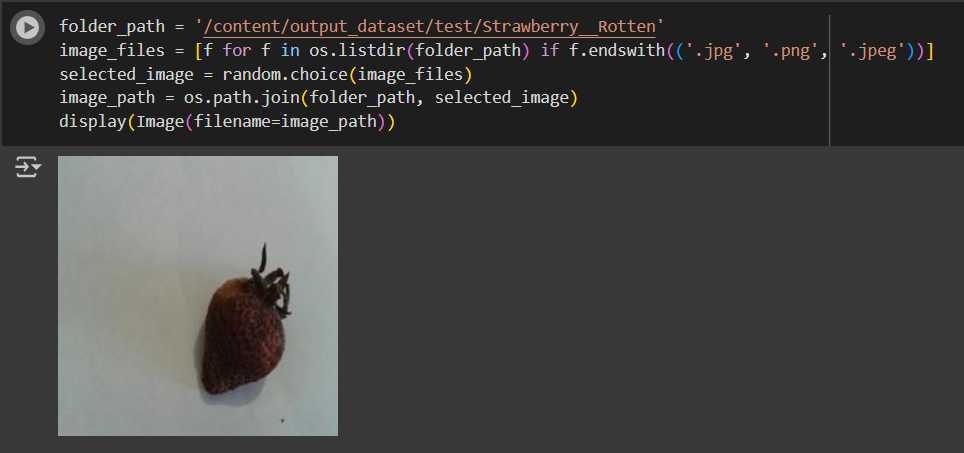 folder_path = '/content/output_dataset/test/Strawberry__Rotten'
image_files = [f for f in os.listdir(folder_path) if f.endswith(('.jpg', '.png', '.jpeg'))]
selected_image = random.choice(image_files)
image_path = os.path.join(folder_path, selected_image)
display(Image(filename=image_path))